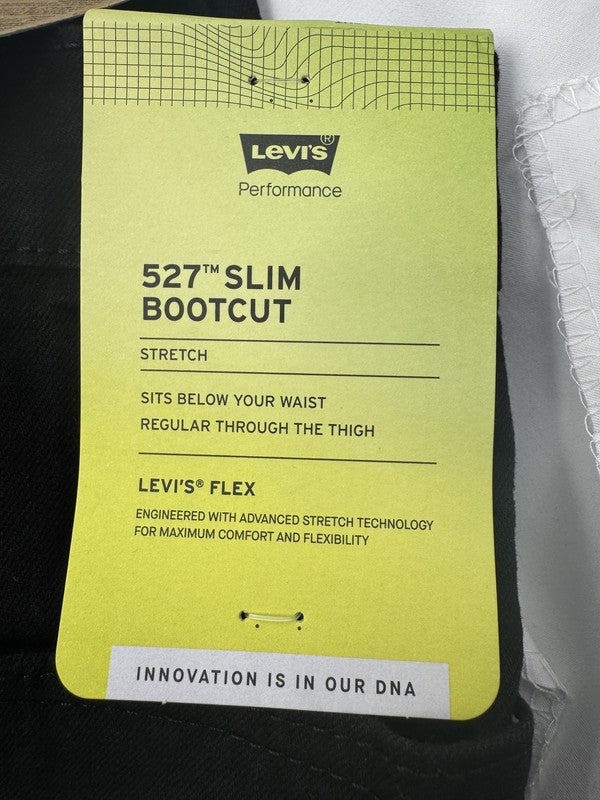 Levi's®
Performance
527™ SLIM
BOOTCUT
STRETCH
SITS BELOW YOUR WAIST
REGULAR THROUGH THE THIGH
LEVI'S® FLEX
ENGINEERED WITH ADVANCED STRETCH TECHNOLOGY
FOR MAXIMUM COMFORT AND FLEXIBILITY
INNOVATION IS IN OUR DNA